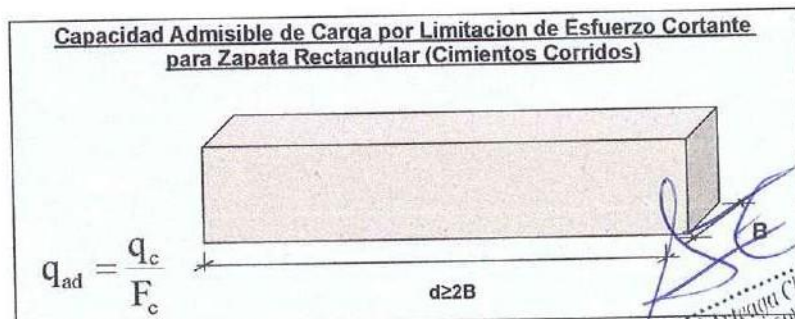 Capacidad Admisible de Carga por Limitacion de Esfuerzo Cortante
para Zapata Rectangular (Cimientos Corridos)
q_ad = q_c / F_c
d≥2B
B